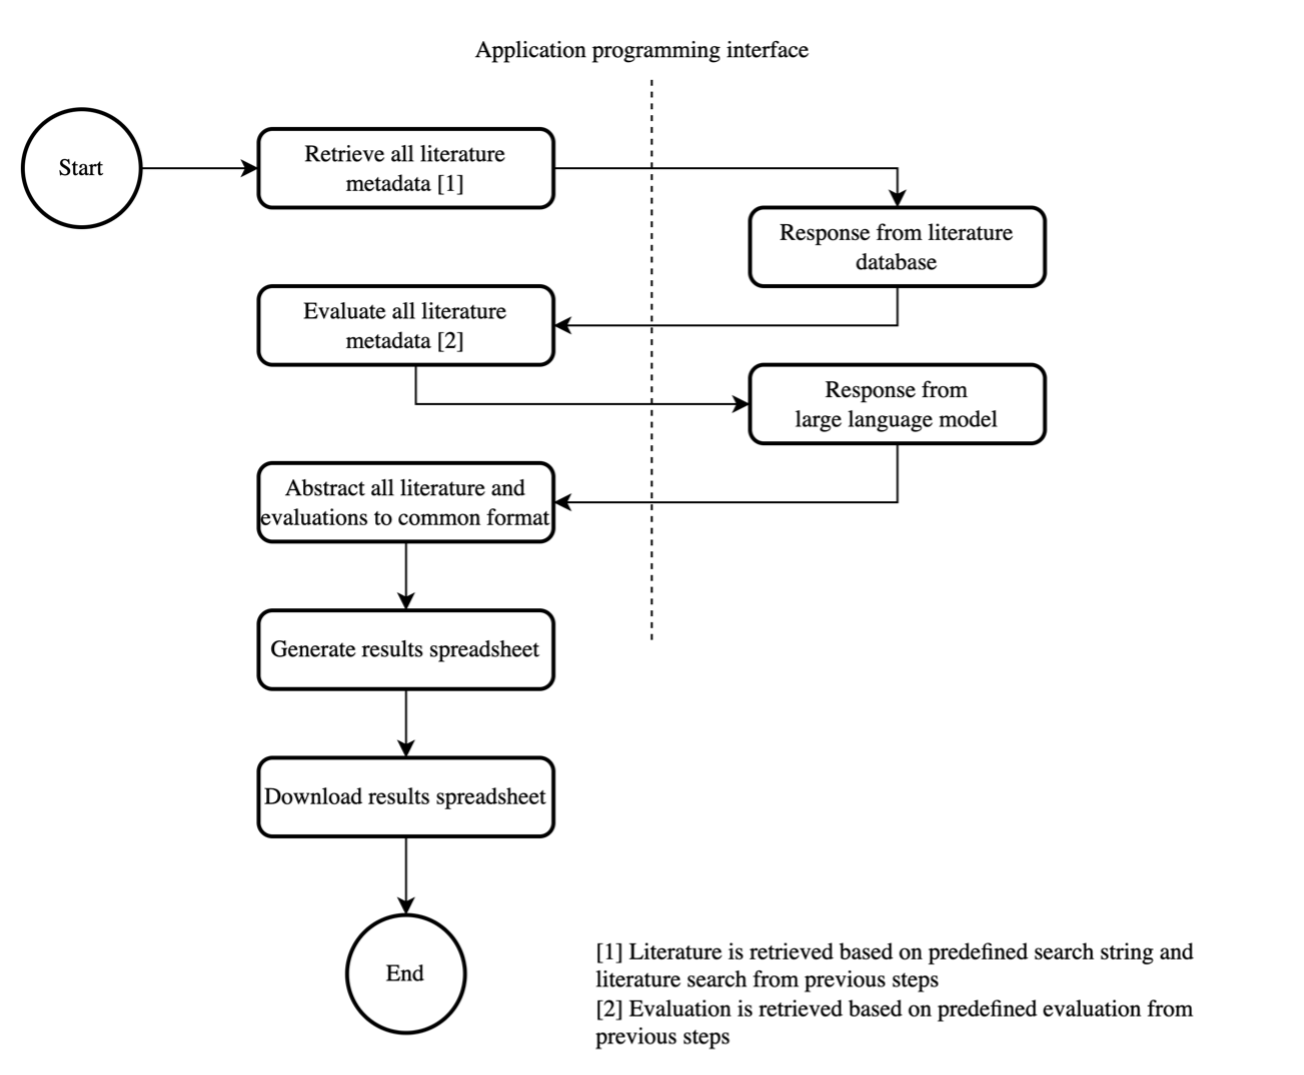 Application programming interface
Start
Retrieve all literature
metadata [1]
Response from literature
database
Evaluate all literature
metadata [2]
Response from
large language model
Abstract all literature and
evaluations to common format
Generate results spreadsheet
Download results spreadsheet
End
[1] Literature is retrieved based on predefined search string and
literature search from previous steps
[2] Evaluation is retrieved based on predefined evaluation from
previous steps